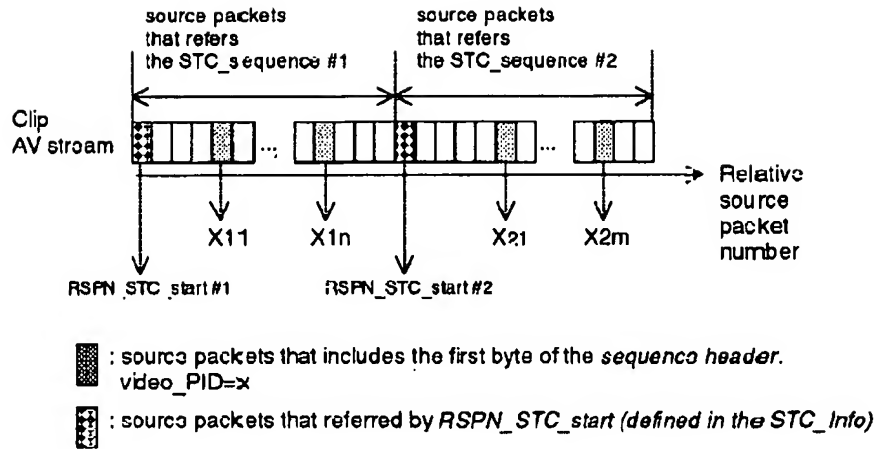 source packets
that refers
the STC_sequence #1
source packets
that refers
the STC_sequence #2
Clip
AV stream
...
...
Relative
source
packet
number
X11
X1n
X21
X2m
RSPN_STC_start #1
RSPN_STC_start #2
: source packets that includes the first byte of the sequence header.
video_PID=x
: source packets that referred by RSPN_STC_start (defined in the STC_Info)